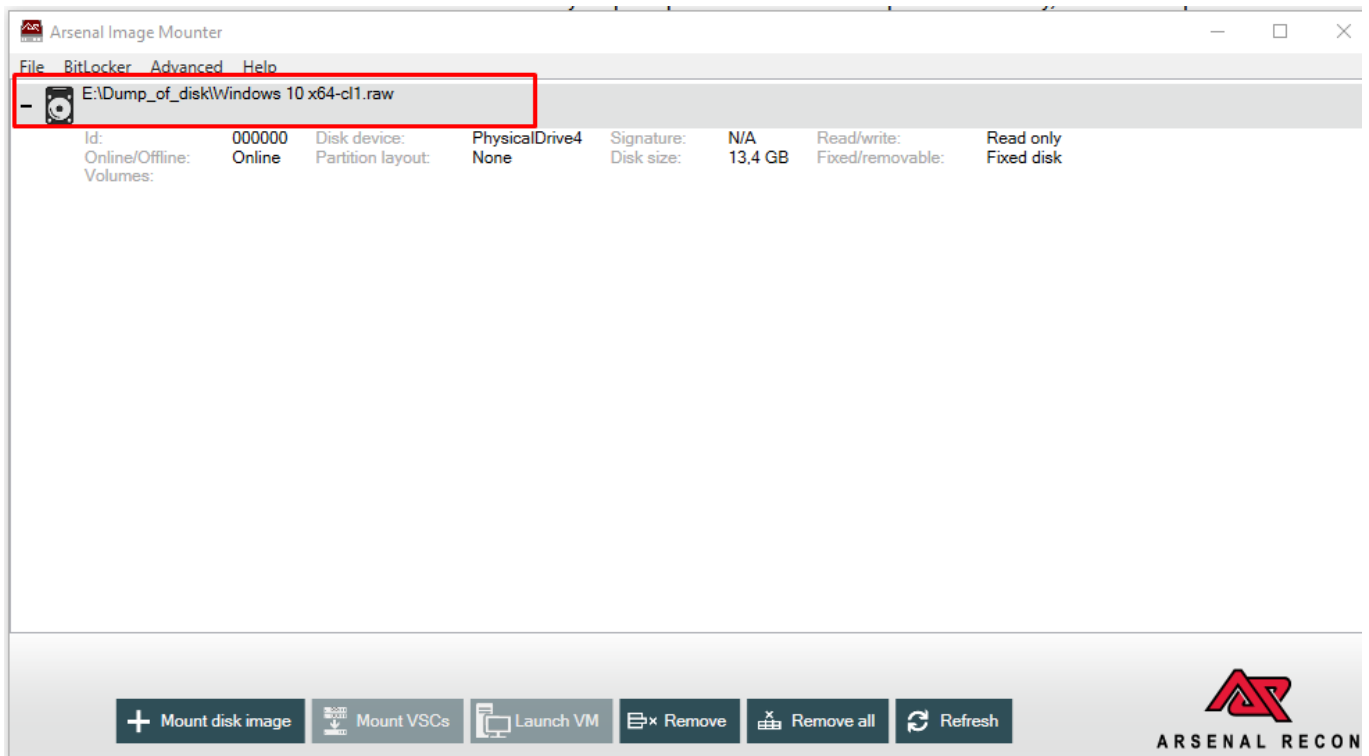 Arsenal Image Mounter
File BitLocker Advanced Help
E:\Dump_of_disk\Windows 10 x64-cl1.raw
Id: 000000 Disk device: PhysicalDrive4 Signature: N/A Read/write: Read only
Online/Offline: Online Partition layout: None Disk size: 13,4 GB Fixed/removable: Fixed disk
Volumes:
Mount disk image Mount VSCs Launch VM Remove Remove all Refresh
ARSENAL RECON